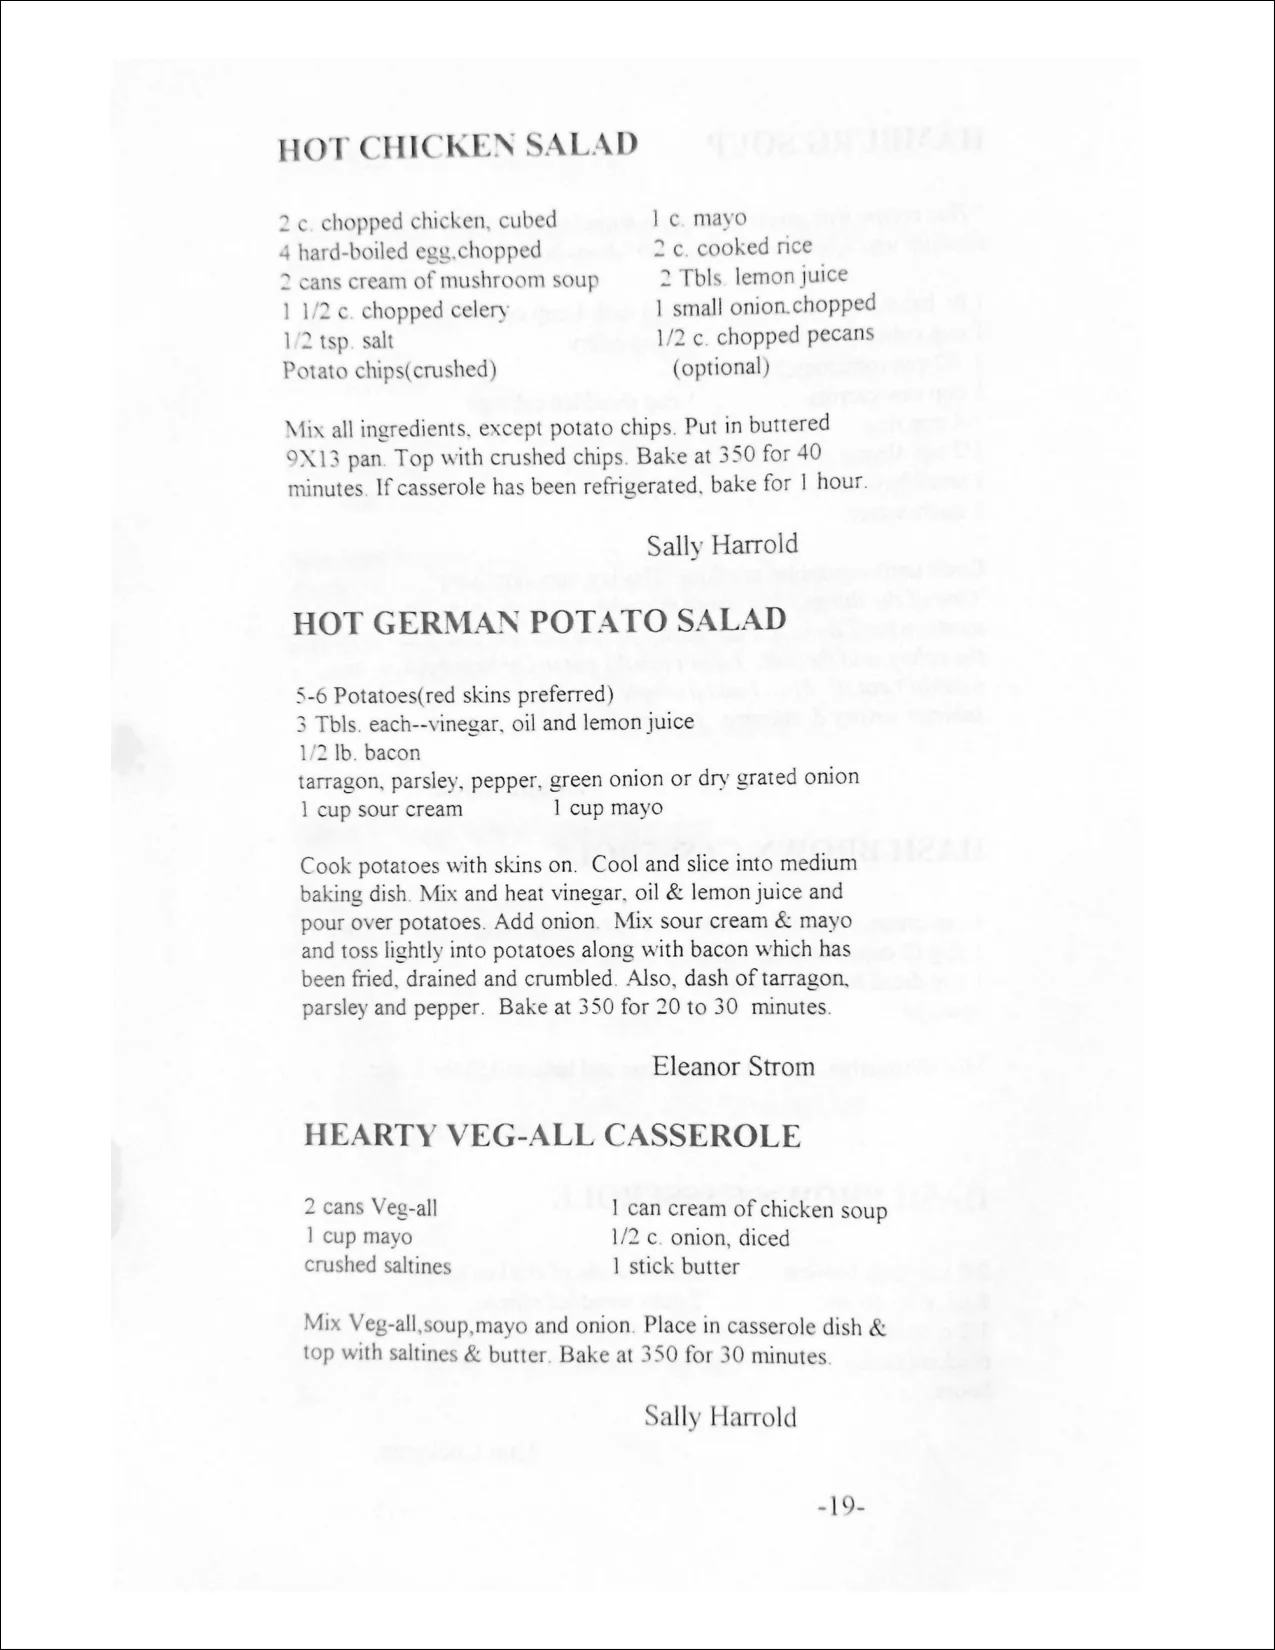 HOT CHICKEN SALAD
2 c. chopped chicken, cubed 1 c. mayo
4 hard-boiled egg,chopped 2 c. cooked rice
2 cans cream of mushroom soup 2 Tbls. lemon juice
1 1/2 c. chopped celery 1 small onion,chopped
1/2 tsp. salt 1/2 c. chopped pecans
Potato chips(crushed) (optional)
Mix all ingredients, except potato chips. Put in buttered
9X13 pan. Top with crushed chips. Bake at 350 for 40
minutes. If casserole has been refrigerated, bake for 1 hour.
Sally Harrold
HOT GERMAN POTATO SALAD
5-6 Potatoes(red skins preferred)
3 Tbls. each--vinegar, oil and lemon juice
1/2 lb. bacon
tarragon, parsley, pepper, green onion or dry grated onion
1 cup sour cream 1 cup mayo
Cook potatoes with skins on. Cool and slice into medium
baking dish. Mix and heat vinegar, oil & lemon juice and
pour over potatoes. Add onion. Mix sour cream & mayo
and toss lightly into potatoes along with bacon which has
been fried, drained and crumbled. Also, dash of tarragon,
parsley and pepper. Bake at 350 for 20 to 30 minutes.
Eleanor Strom
HEARTY VEG-ALL CASSEROLE
2 cans Veg-all 1 can cream of chicken soup
1 cup mayo 1/2 c. onion, diced
crushed saltines 1 stick butter
Mix Veg-all,soup,mayo and onion. Place in casserole dish &
top with saltines & butter. Bake at 350 for 30 minutes.
Sally Harrold
-19-